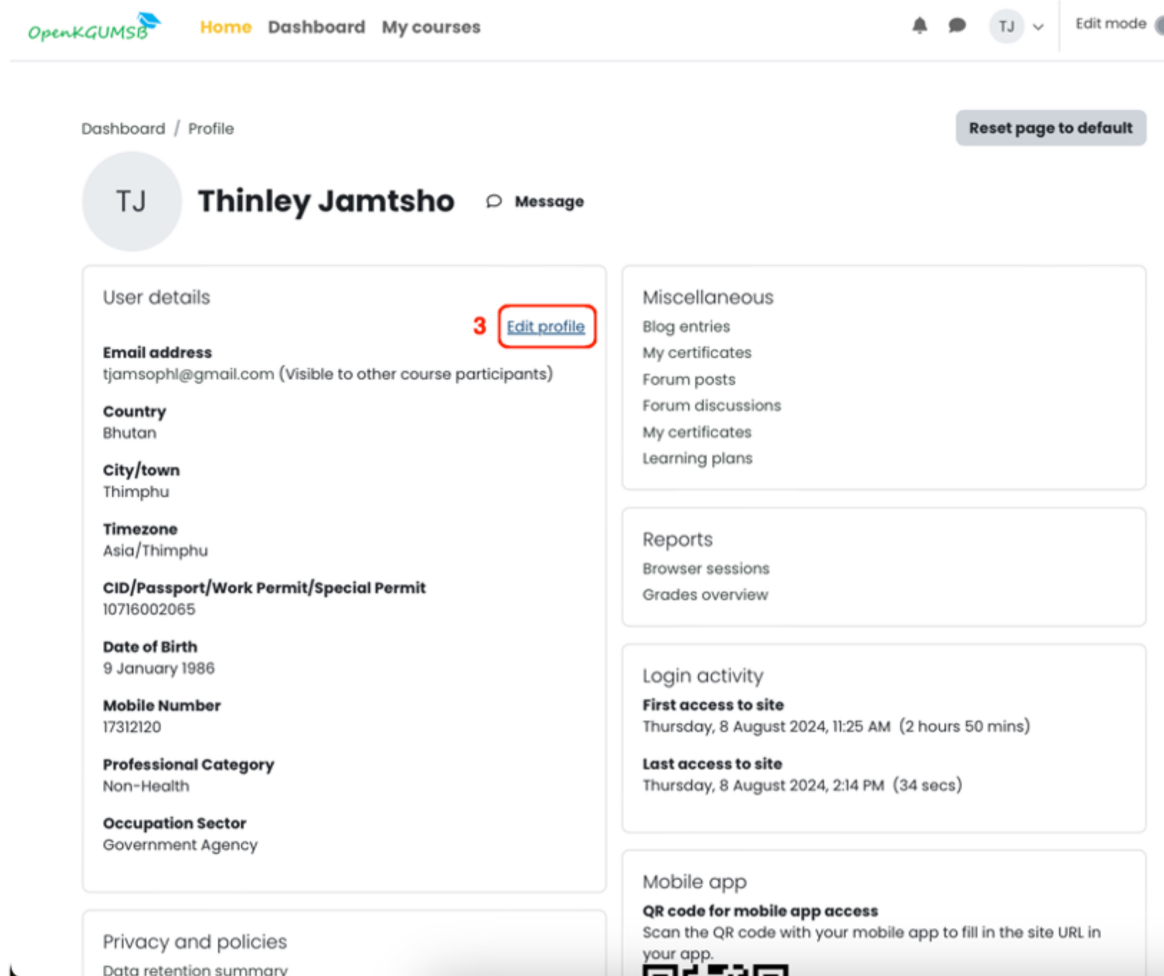 OpenKGUMSB Home Dashboard My courses TJ Edit mode
Dashboard / Profile
Reset page to default
TJ Thinley Jamtsho Message
User details
3 Edit profile
Email address
tjamsophl@gmail.com (Visible to other course participants)
Country
Bhutan
City/town
Thimphu
Timezone
Asia/Thimphu
CID/Passport/Work Permit/Special Permit
10716002065
Date of Birth
9 January 1986
Mobile Number
17312120
Professional Category
Non-Health
Occupation Sector
Government Agency
Privacy and policies
Data retention summary
Miscellaneous
Blog entries
My certificates
Forum posts
Forum discussions
My certificates
Learning plans
Reports
Browser sessions
Grades overview
Login activity
First access to site
Thursday, 8 August 2024, 11:25 AM (2 hours 50 mins)
Last access to site
Thursday, 8 August 2024, 2:14 PM (34 secs)
Mobile app
QR code for mobile app access
Scan the QR code with your mobile app to fill in the site URL in
your app.